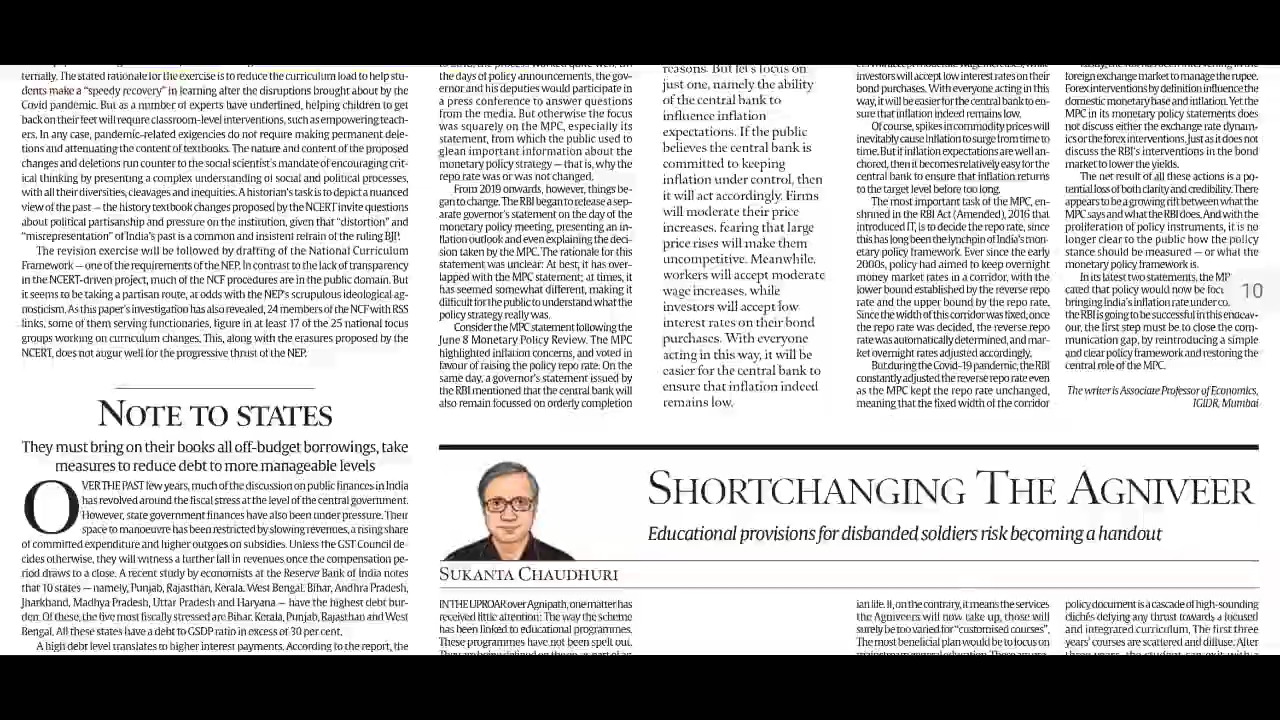 ternally. The stated rationale for the exercise is to reduce the curriculum load to help stu-
dents make a "speedy recovery" in learning after the disruptions brought about by the
Covid pandemic. But as a number of experts have underlined, helping children to get
back on their feet will require classroom-level interventions, such as empowering teach-
ers. In any case, pandemic-related exigencies do not require making permanent dele-
tions and attenuating the content of textbooks. The nature and content of the proposed
changes and deletions run counter to the social scientist's mandate of encouraging crit-
ical thinking by presenting a complex understanding of social and political processes,
with all their diversities, cleavages and inequities. A historian's task is to depict a nuanced
view of the past — the history textbook changes proposed by the NCERT invite questions
about political partisanship and pressure on the institution, given that "distortion" and
"misrepresentation" of India's past is a common and insistent refrain of the ruling BJP.
The revision exercise will be followed by drafting of the National Curriculum
Framework — one of the requirements of the NEP. In contrast to the lack of transparency
in the NCERT-driven project, much of the NCF procedures are in the public domain. But
it seems to be taking a partisan route, at odds with the NEP's scrupulous ideological ag-
nosticism. As this paper's investigation has also revealed, 24 members of the NCF with RSS
links, some of them serving functionaries, figure in at least 17 of the 25 national focus
groups working on curriculum changes. This, along with the erasures proposed by the
NCERT, does not augur well for the progressive thrust of the NEP.
NOTE TO STATES
They must bring on their books all off-budget borrowings, take
measures to reduce debt to more manageable levels
OVER THE PAST few years, much of the discussion on public finances in India
has revolved around the fiscal stress at the level of the central government.
However, state government finances have also been under pressure. Their
space to manoeuvre has been restricted by slowing revenues, a rising share
of committed expenditure and higher outgoes on subsidies. Unless the GST Council de-
cides otherwise, they will witness a further fall in revenues once the compensation pe-
riod draws to a close. A recent study by economists at the Reserve Bank of India notes
that 10 states — namely, Punjab, Rajasthan, Kerala, West Bengal, Bihar, Andhra Pradesh,
Jharkhand, Madhya Pradesh, Uttar Pradesh and Haryana — have the highest debt bur-
den. Of these, the five most fiscally stressed are Bihar, Kerala, Punjab, Rajasthan and West
Bengal. All these states have a debt to GSDP ratio in excess of 30 per cent.
A high debt level translates to higher interest payments. According to the report, the
the days of policy announcements, the gov-
ernor and his deputies would participate in
a press conference to answer questions
from the media. But otherwise the focus
was squarely on the MPC, especially its
statement, from which the public used to
glean important information about the
monetary policy strategy — that is, why the
repo rate was or was not changed.
From 2019 onwards, however, things be-
gan to change. The RBI began to release a sep-
arate governor's statement on the day of the
monetary policy meeting, presenting an in-
flation outlook and even explaining the deci-
sion taken by the MPC. The rationale for this
statement was unclear: At best, it has over-
lapped with the MPC statement; at times, it
has seemed somewhat different, making it
difficult for the public to understand what the
policy strategy really was.
Consider the MPC statement following the
June 8 Monetary Policy Review. The MPC
highlighted inflation concerns, and voted in
favour of raising the policy repo rate. On the
same day, a governor's statement issued by
the RBI mentioned that the central bank will
also remain focussed on orderly completion
reasons. But let's focus on
just one, namely the ability
of the central bank to
influence inflation
expectations. If the public
believes the central bank is
committed to keeping
inflation under control, then
it will act accordingly. Firms
will moderate their price
increases, fearing that large
price rises will make them
uncompetitive. Meanwhile,
workers will accept moderate
wage increases, while
investors will accept low
interest rates on their bond
purchases. With everyone
acting in this way, it will be
easier for the central bank to
ensure that inflation indeed
remains low.
investors will accept low interest rates on their
bond purchases. With everyone acting in this
way, it will be easier for the central bank to en-
sure that inflation indeed remains low.
Of course, spikes in commodity prices will
inevitably cause inflation to surge from time to
time. But if inflation expectations are well an-
chored, then it becomes relatively easy for the
central bank to ensure that inflation returns
to the target level before too long.
The most important task of the MPC, en-
shrined in the RBI Act (Amended), 2016 that
introduced IT, is to decide the repo rate, since
this has long been the lynchpin of India's mon-
etary policy framework. Ever since the early
2000s, policy had aimed to keep overnight
money market rates in a corridor, with the
lower bound established by the reverse repo
rate and the upper bound by the repo rate.
Since the width of this corridor was fixed, once
the repo rate was decided, the reverse repo
rate was automatically determined, and mar-
ket overnight rates adjusted accordingly.
But during the Covid-19 pandemic, the RBI
constantly adjusted the reverse repo rate even
as the MPC kept the repo rate unchanged,
meaning that the fixed width of the corridor
foreign exchange market to manage the rupee.
Forex interventions by definition influence the
domestic monetary base and inflation. Yet the
MPC in its monetary policy statements does
not discuss either the exchange rate dynam-
ics or the forex interventions, just as it does not
discuss the RBI's interventions in the bond
market to lower the yields.
The net result of all these actions is a po-
tential loss of both clarity and credibility. There
appears to be a growing rift between what the
MPC says and what the RBI does. And with the
proliferation of policy instruments, it is no
longer clear to the public how the policy
stance should be measured — or what the
monetary policy framework is.
In its latest two statements, the MP
cated that policy would now be foc
bringing India's inflation rate under co
the RBI is going to be successful in this endeav-
our, the first step must be to close the com-
munication gap, by reintroducing a simple
and clear policy framework and restoring the
central role of the MPC.
The writer is Associate Professor of Economics,
IGIDR, Mumbai
10
SHORTCHANGING THE AGNIVEER
Educational provisions for disbanded soldiers risk becoming a handout
SUKANTA CHAUDHURI
IN THE UPROAR over Agnipath, one matter has
received little attention: The way the scheme
has been linked to educational programmes.
These programmes have not been spelt out.
ian life. If, on the contrary, it means the services
the Agniveers will now take up, those will
surely be too varied for "customised courses".
The most beneficial plan would be to focus on
policy document is a cascade of high-sounding
clichés defying any thrust towards a focused
and integrated curriculum. The first three
years' courses are scattered and diffuse. After